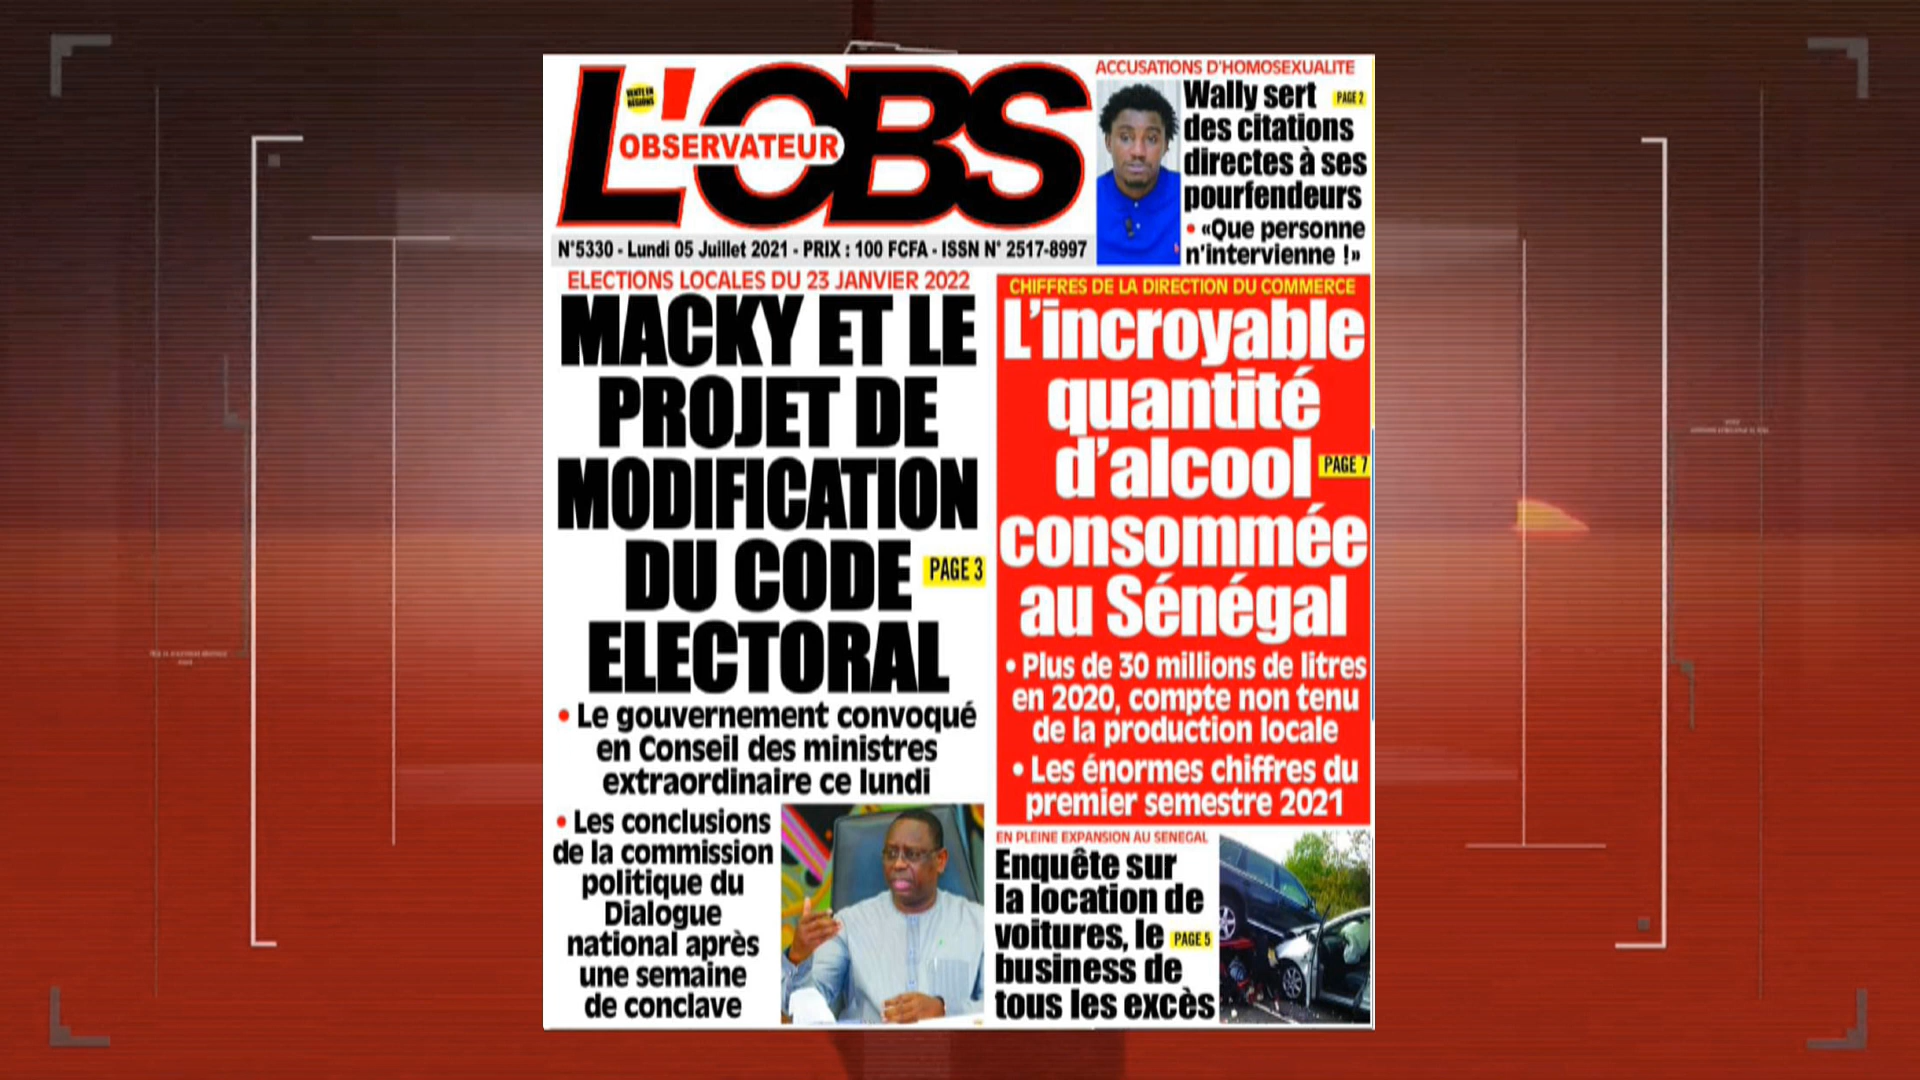 L'OBS
VENTE EN
RÉGIONS
OBSERVATEUR
N°5330 - Lundi 05 Juillet 2021 - PRIX : 100 FCFA - ISSN N° 2517-8997
ACCUSATIONS D'HOMOSEXUALITE
Wally sert PAGE 2
des citations
directes à ses
pourfendeurs
• «Que personne
n'intervienne !»
ELECTIONS LOCALES DU 23 JANVIER 2022
MACKY ET LE
PROJET DE
MODIFICATION
DU CODE PAGE 3
ELECTORAL
• Le gouvernement convoqué
en Conseil des ministres
extraordinaire ce lundi
• Les conclusions
de la commission
politique du
Dialogue
national après
une semaine
de conclave
CHIFFRES DE LA DIRECTION DU COMMERCE
L'incroyable
quantité
d'alcool PAGE 7
consommée
au Sénégal
• Plus de 30 millions de litres
en 2020, compte non tenu
de la production locale
• Les énormes chiffres du
premier semestre 2021
EN PLEINE EXPANSION AU SENEGAL
Enquête sur
la location de
voitures, le PAGE 5
business de
tous les excès